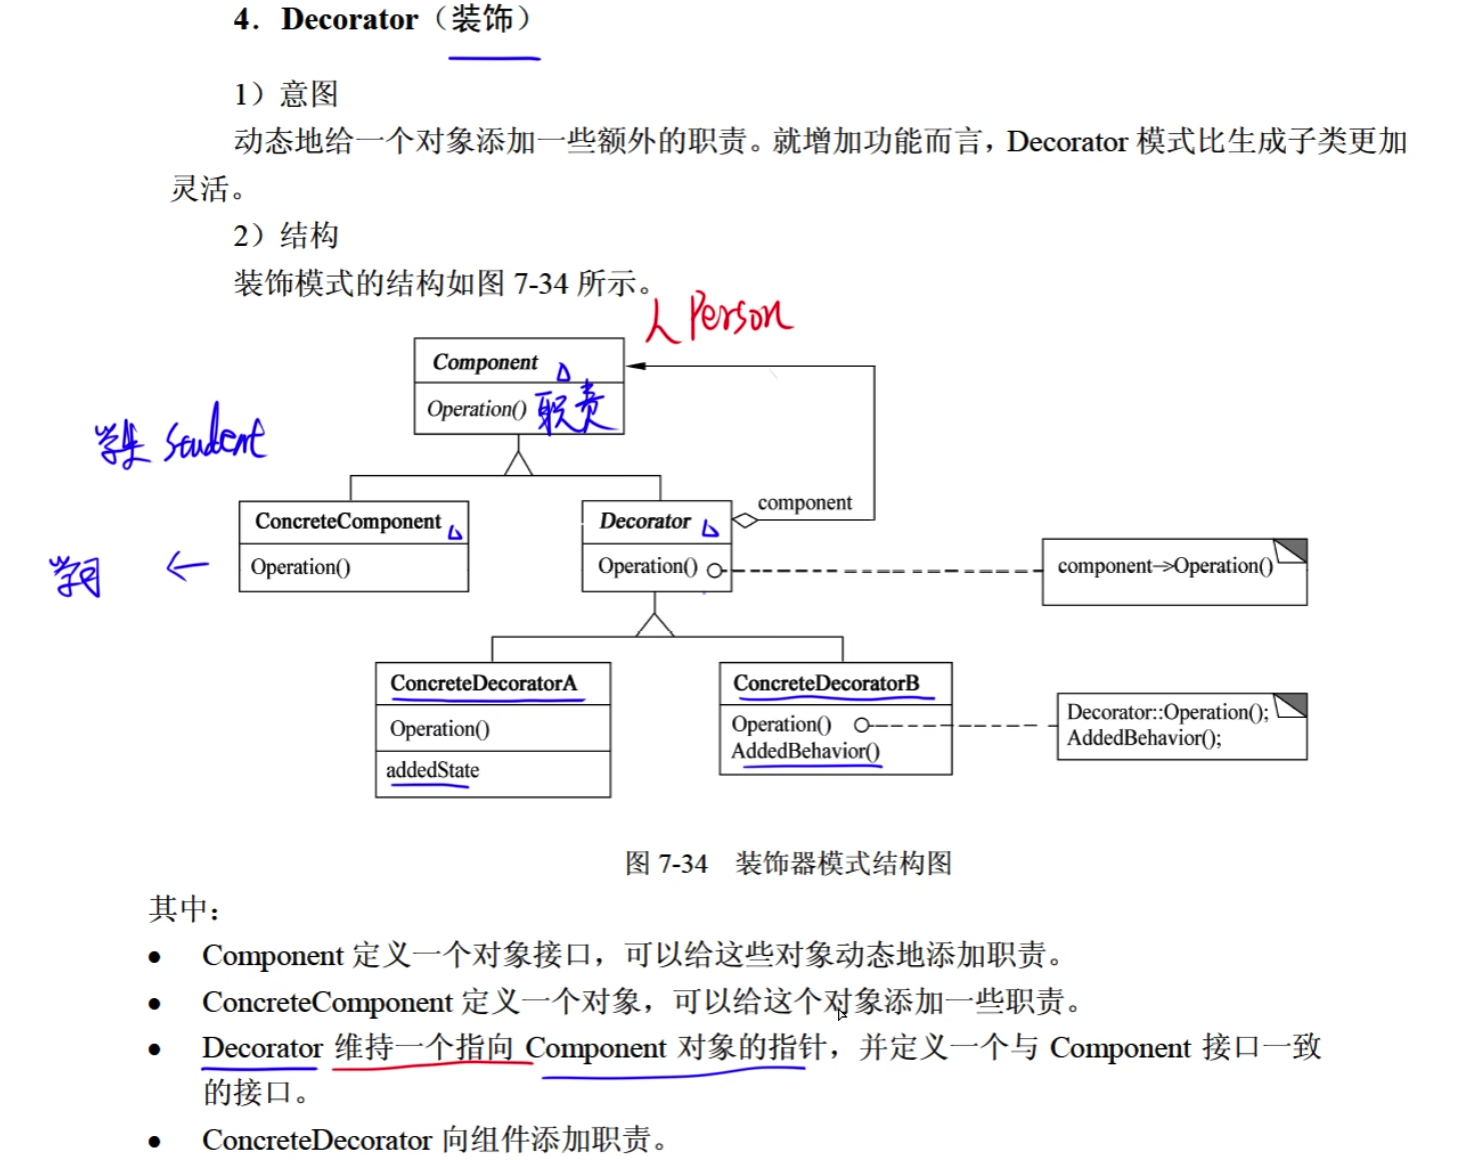 4．Decorator（装饰）
1）意图
动态地给一个对象添加一些额外的职责。就增加功能而言，Decorator 模式比生成子类更加
灵活。
2）结构
装饰模式的结构如图 7-34 所示。
人 Person
Component
Operation() 职责
学生 Student
component
ConcreteComponent
Decorator
Operation()
Operation()
component→Operation()
学习 ←
ConcreteDecoratorA
ConcreteDecoratorB
Operation()
Operation()
AddedBehavior()
Decorator::Operation();
AddedBehavior();
addedState
图 7-34 装饰器模式结构图
其中：
● Component 定义一个对象接口，可以给这些对象动态地添加职责。
● ConcreteComponent 定义一个对象，可以给这个对象添加一些职责。
● Decorator 维持一个指向 Component 对象的指针，并定义一个与 Component 接口一致
的接口。
● ConcreteDecorator 向组件添加职责。